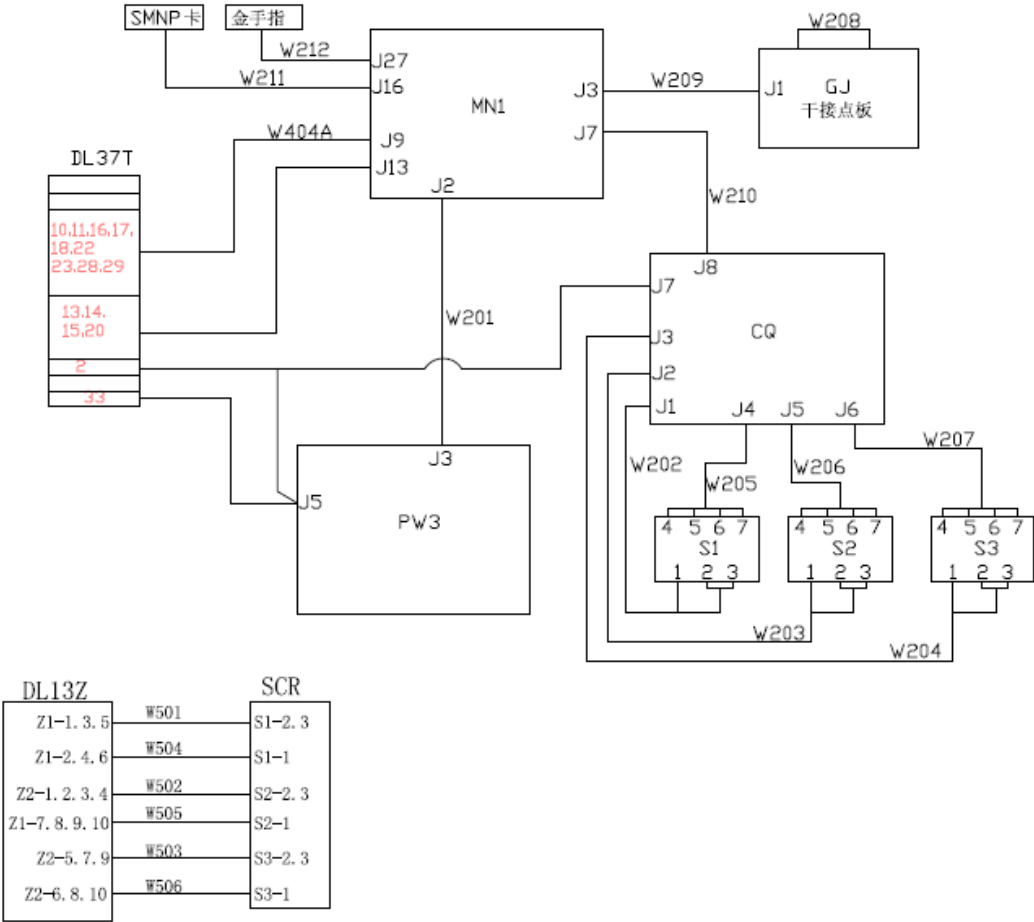 SMNP卡
金手指
W208
W212
W211
J27
J16
MN1
J3
W209
J1
GJ
干接点板
W404A
J9
J7
J13
J2
DL37T
W210
10,11,16,17,
18,22
23,28,29
J8
J7
W201
13,14,
15,20
J3
CQ
2
J2
33
J1
J4
J5
J6
W202
W205
W206
W207
J3
J5
PW3
4 5 6 7
S1
1 2 3
4 5 6 7
S2
1 2 3
4 5 6 7
S3
1 2 3
W203
W204
DL13Z
SCR
Z1-1.3.5
W501
S1-2.3
Z1-2.4.6
W504
S1-1
Z2-1.2.3.4
W502
S2-2.3
Z1-7.8.9.10
W505
S2-1
Z2-5.7.9
W503
S3-2.3
Z2-6.8.10
W506
S3-1